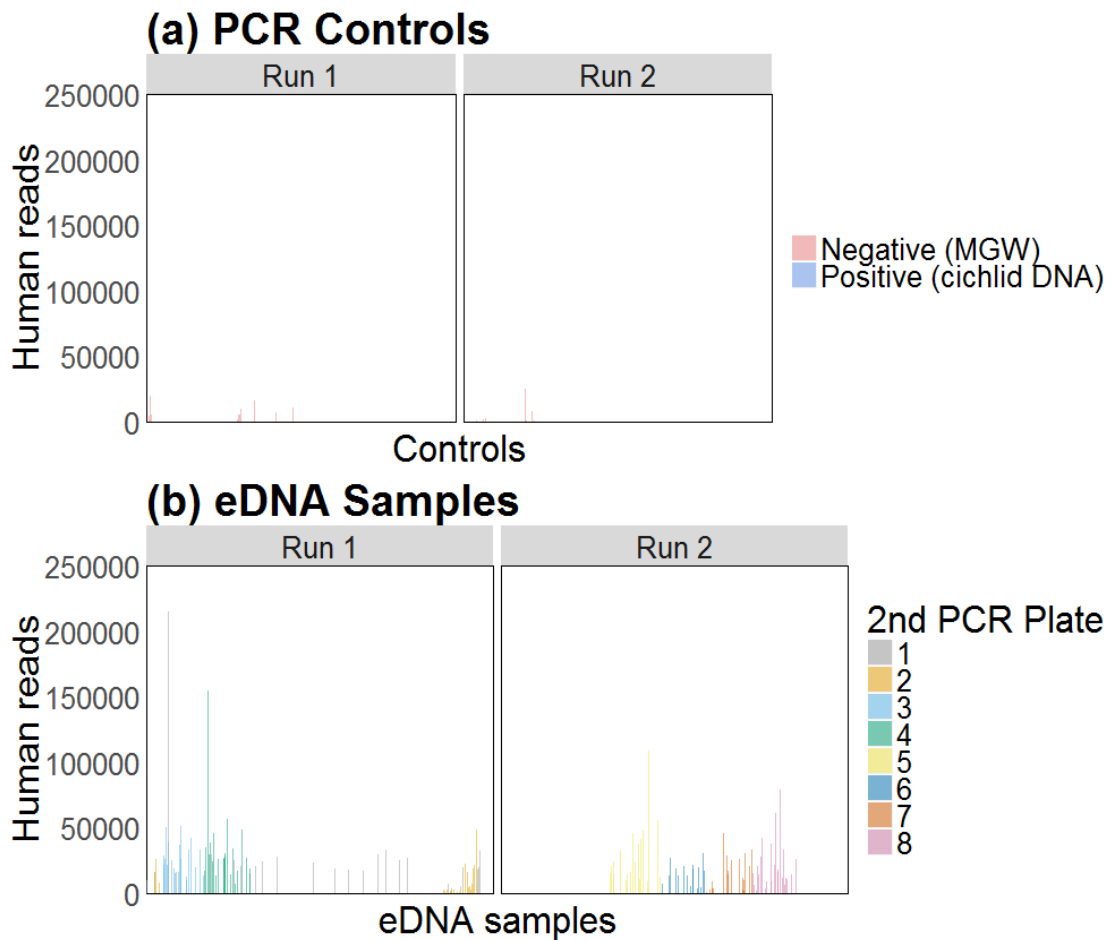 (a) PCR Controls
Run 1
Run 2
250000
200000
150000
100000
50000
0
Human reads
Controls
Negative (MGW)
Positive (cichlid DNA)
(b) eDNA Samples
Run 1
Run 2
250000
200000
150000
100000
50000
0
Human reads
eDNA samples
2nd PCR Plate
1
2
3
4
5
6
7
8